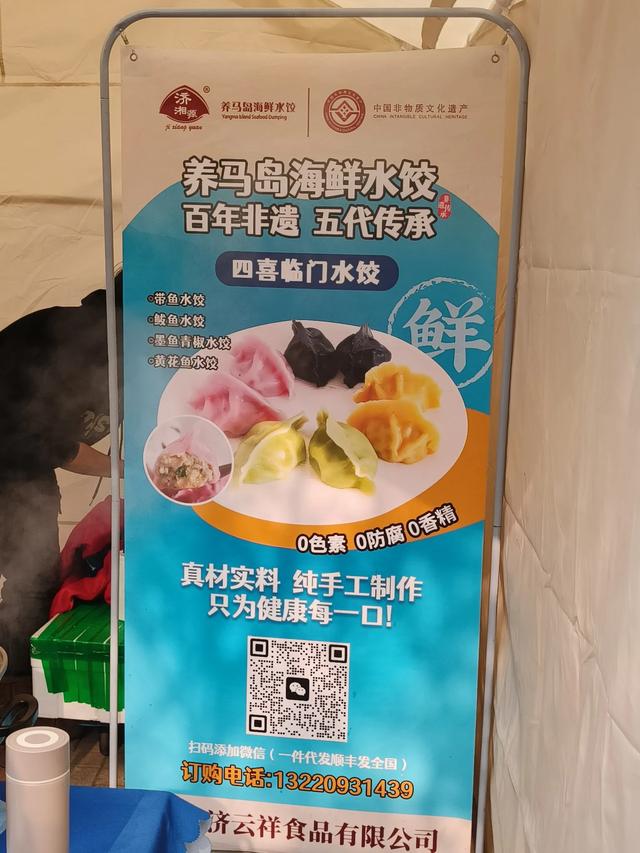 济
湘源®
ji xiang yuan
养马岛海鲜水饺
Yangma Island Seafood Dumping
中国非物质文化遗产
CHINA INTANGIBLE CULTURAL HERITAGE
养马岛海鲜水饺
百年非遗 五代传承
非遗传承
四喜临门水饺
带鱼水饺
鲅鱼水饺
墨鱼青椒水饺
黄花鱼水饺
鲜
0色素 0防腐 0香精
真材实料 纯手工制作
只为健康每一口!
扫码添加微信（一件代发顺丰发全国）
订购电话:13220931439
济云祥食品有限公司